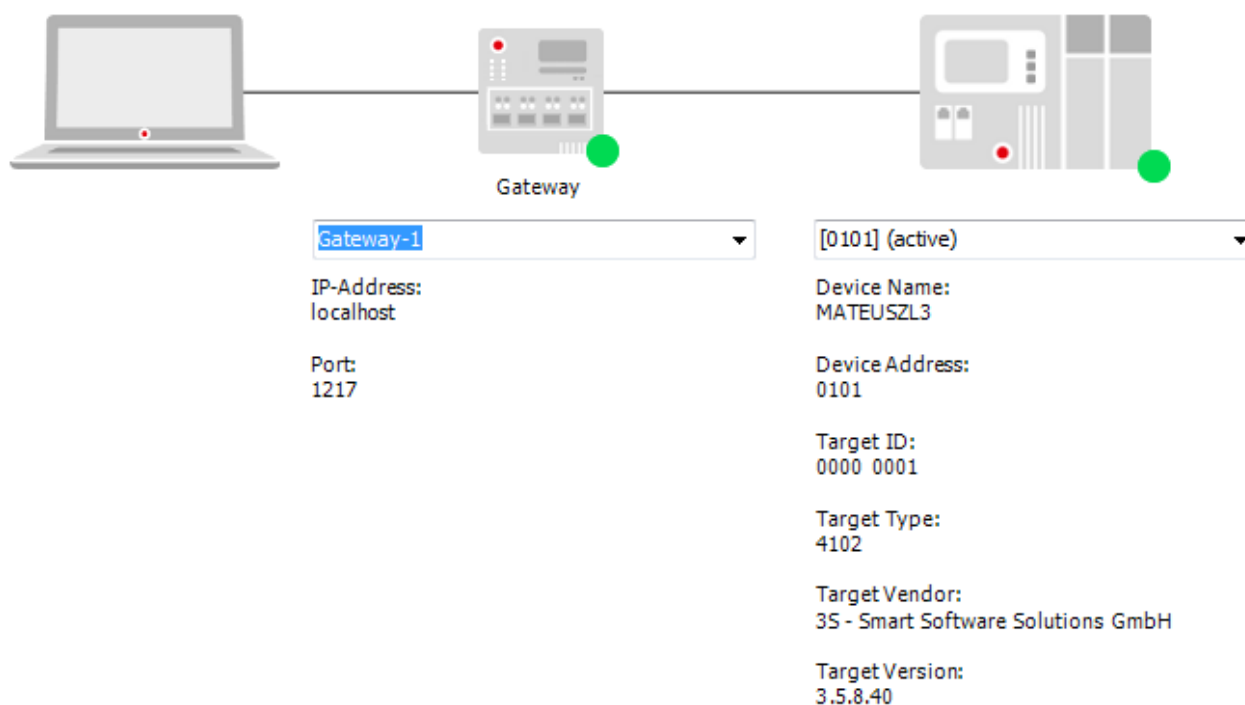 Gateway
Gateway-1
IP-Address:
localhost
Port:
1217
[0101] (active)
Device Name:
MATEUSZL3
Device Address:
0101
Target ID:
0000 0001
Target Type:
4102
Target Vendor:
3S - Smart Software Solutions GmbH
Target Version:
3.5.8.40